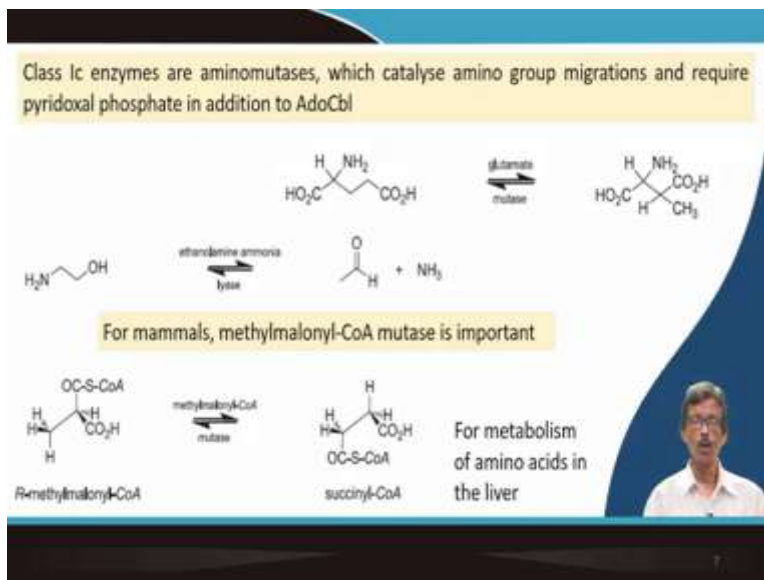 Class Ic enzymes are aminomutases, which catalyse amino group migrations and require
pyridoxal phosphate in addition to AdoCbl
H NH₂
HO₂C CO₂H
glutamate
mutase
H NH₂
HO₂C CO₂H
H CH₃
H₂N OH
ethanolamine ammonia
lyase
O
H + NH₃
For mammals, methylmalonyl-CoA mutase is important
OC-S-CoA
H H
H CO₂H
H
methylmalonyl-CoA
mutase
H
H H
H CO₂H
OC-S-CoA
For metabolism
of amino acids in
the liver
R-methylmalonyl-CoA
succinyl-CoA
7